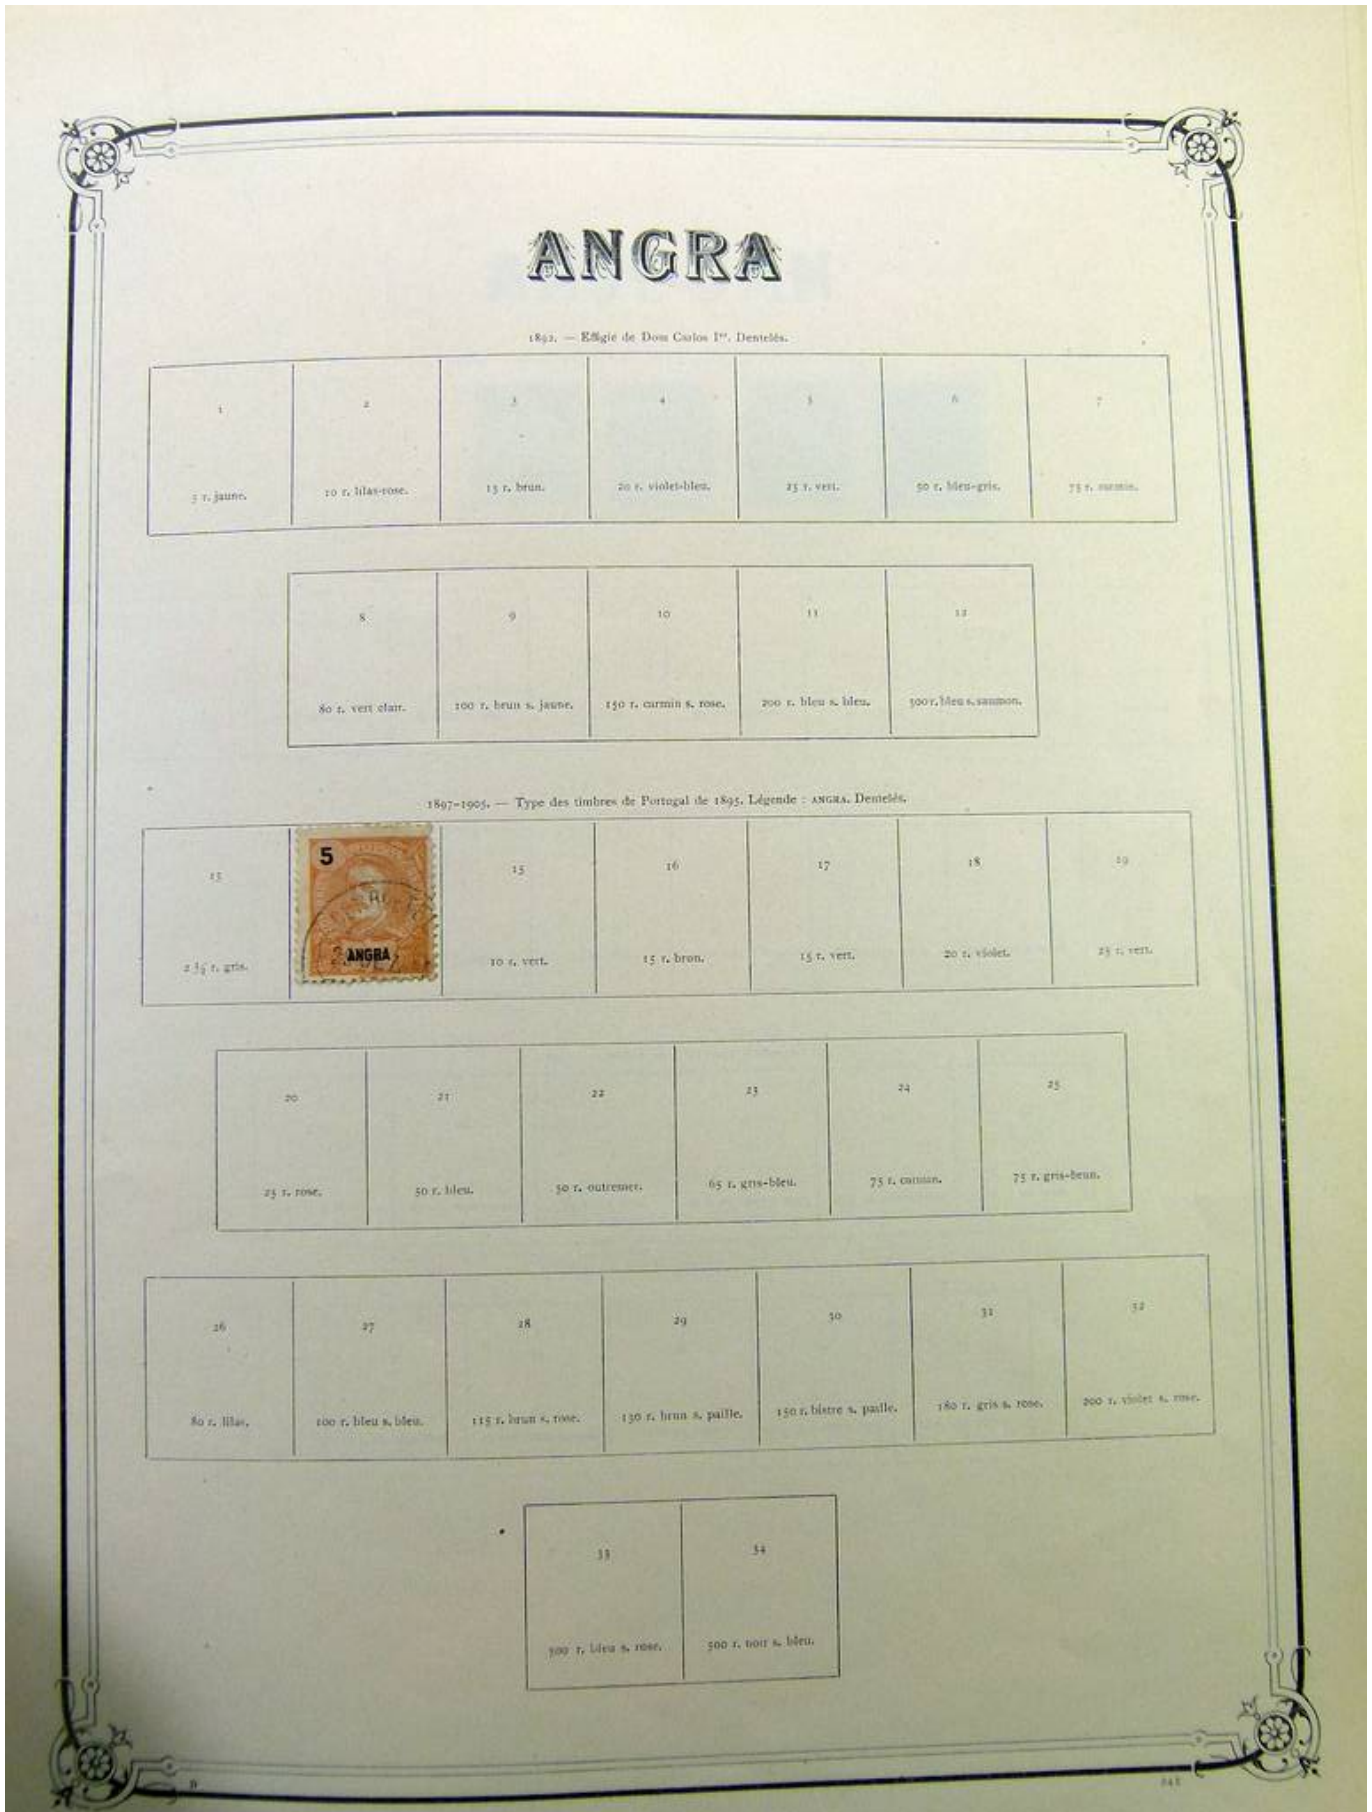 ANGRA
1892. — Effigie de Dom Carlos Ier. Dentelés.
1 2 3 4 5 6 7
5 r. jaune. 10 r. lilas-rose. 15 r. brun. 20 r. violet-bleu. 25 r. vert. 50 r. bleu-gris. 75 r.
8 9 10 11 12
80 r. vert clair. 100 r. brun s. jaune. 150 r. carmin s. rose. 200 r. bleu s. bleu. 300 r. bleu s. saumon.
1897-1905. — Type des timbres de Portugal de 1895. Légende : ANGRA. Dentelés.
13 5 15 16 17 18 19
2 ½ r. gris. ANGRA 10 r. vert. 15 r. brun. 15 r. vert. 20 r. violet. 25 r. vert.
20 21 22 23 24 25
25 r. rose. 50 r. bleu. 50 r. outremer. 65 r. gris-bleu. 75 r. carmin. 75 r. gris-brun.
26 27 28 29 30 31 32
80 r. lilas. 100 r. bleu s. bleu. 115 r. brun s. rose. 130 r. brun s. paille. 150 r. bistre s. paille. 180 r. gris s. rose. 200 r. violet s. rose.
33 34
300 r. bleu s. rose. 500 r. noir s. bleu.